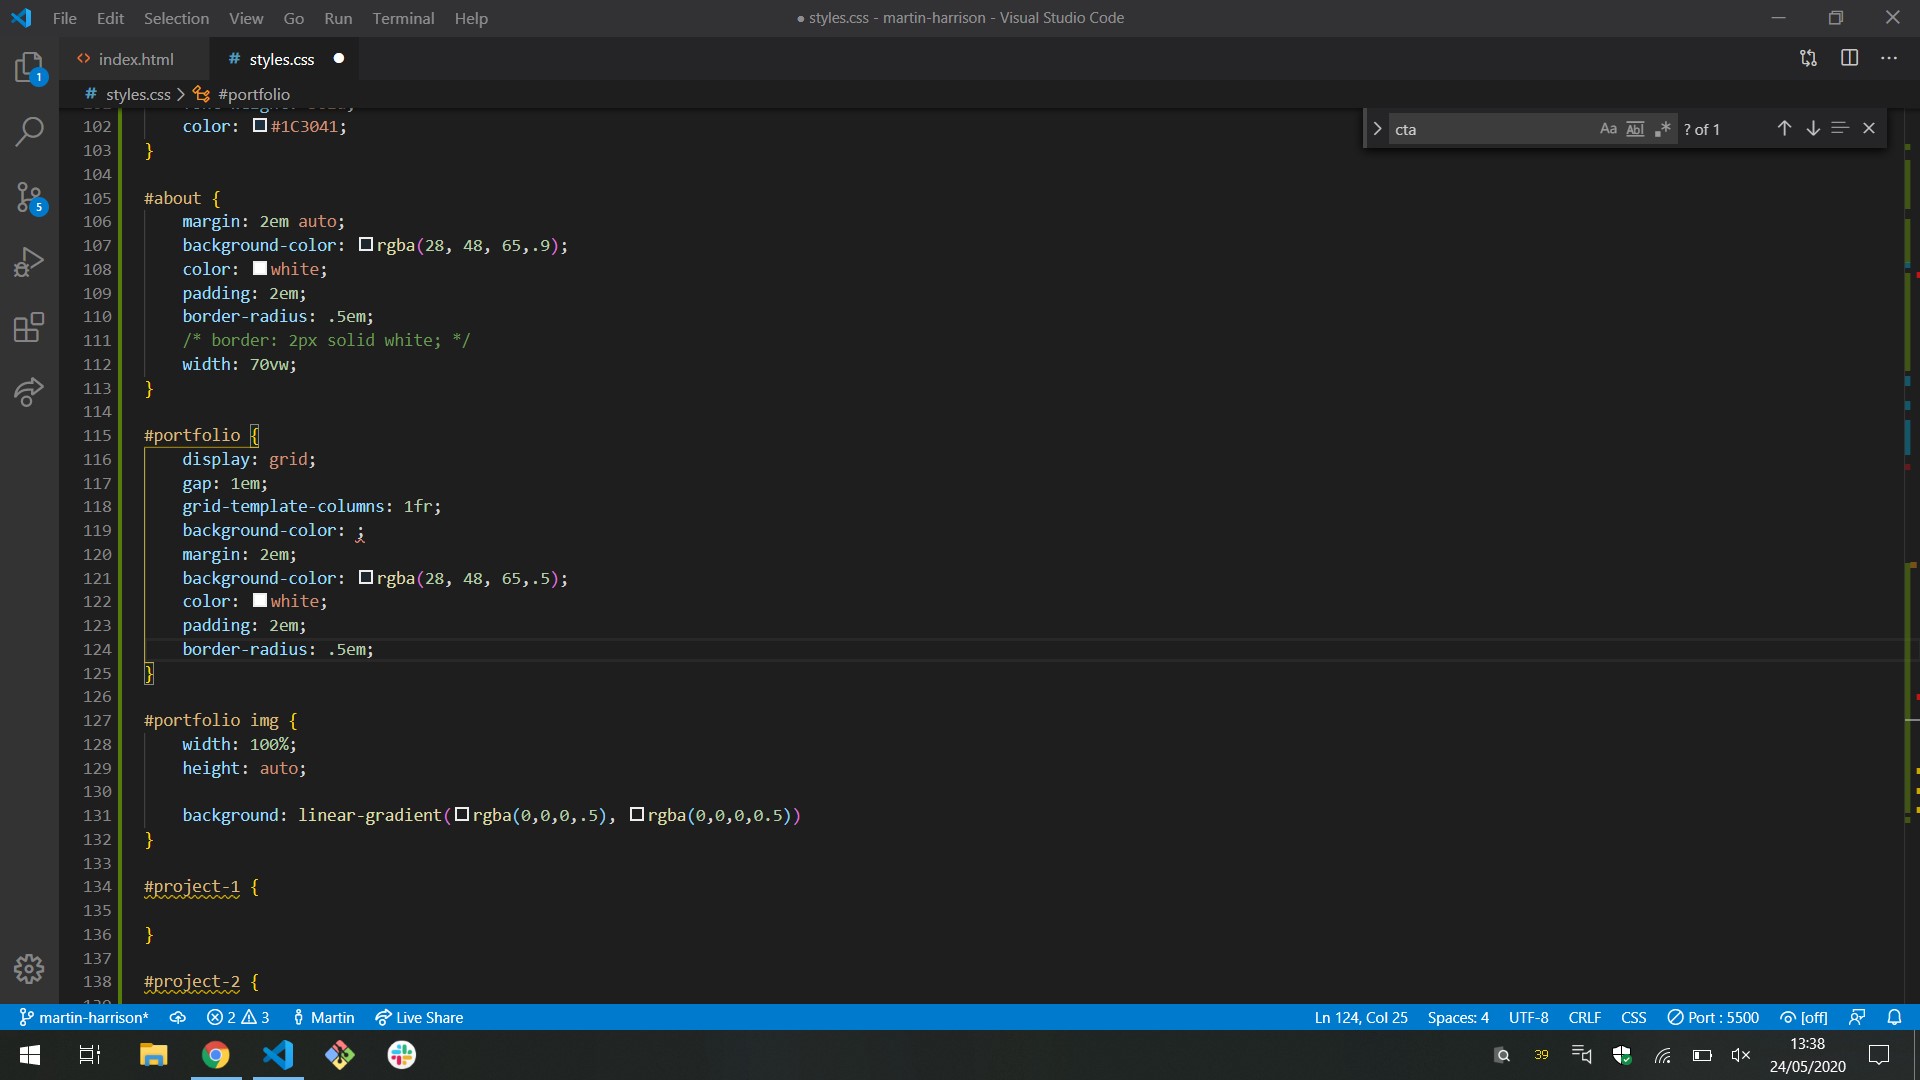 File Edit Selection View Go Run Terminal Help
● styles.css - martin-harrison - Visual Studio Code
index.html
# styles.css ●
# styles.css > #portfolio
cta
Aa Abl .* ? of 1
1
5
102 color: #1C3041;
103 }
104
105 #about {
106 margin: 2em auto;
107 background-color: rgba(28, 48, 65,.9);
108 color: white;
109 padding: 2em;
110 border-radius: .5em;
111 /* border: 2px solid white; */
112 width: 70vw;
113 }
114
115 #portfolio {
116 display: grid;
117 gap: 1em;
118 grid-template-columns: 1fr;
119 background-color: ;
120 margin: 2em;
121 background-color: rgba(28, 48, 65,.5);
122 color: white;
123 padding: 2em;
124 border-radius: .5em;
125 }
126
127 #portfolio img {
128 width: 100%;
129 height: auto;
130
131 background: linear-gradient(rgba(0,0,0,.5), rgba(0,0,0,0.5))
132 }
133
134 #project-1 {
135
136 }
137
138 #project-2 {
martin-harrison* 2 3 Martin Live Share
Ln 124, Col 25 Spaces: 4 UTF-8 CRLF CSS Port : 5500 [off]
39
13:38
24/05/2020